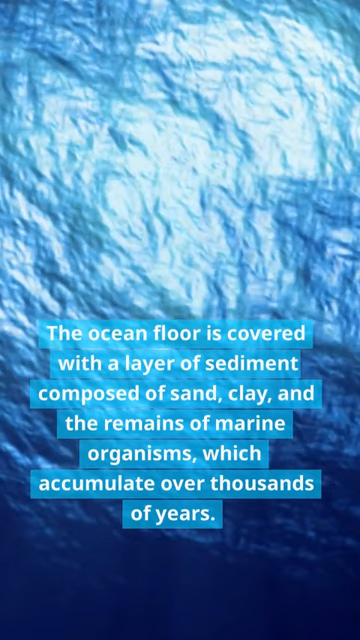 The ocean floor is covered
with a layer of sediment
composed of sand, clay, and
the remains of marine
organisms, which
accumulate over thousands
of years.